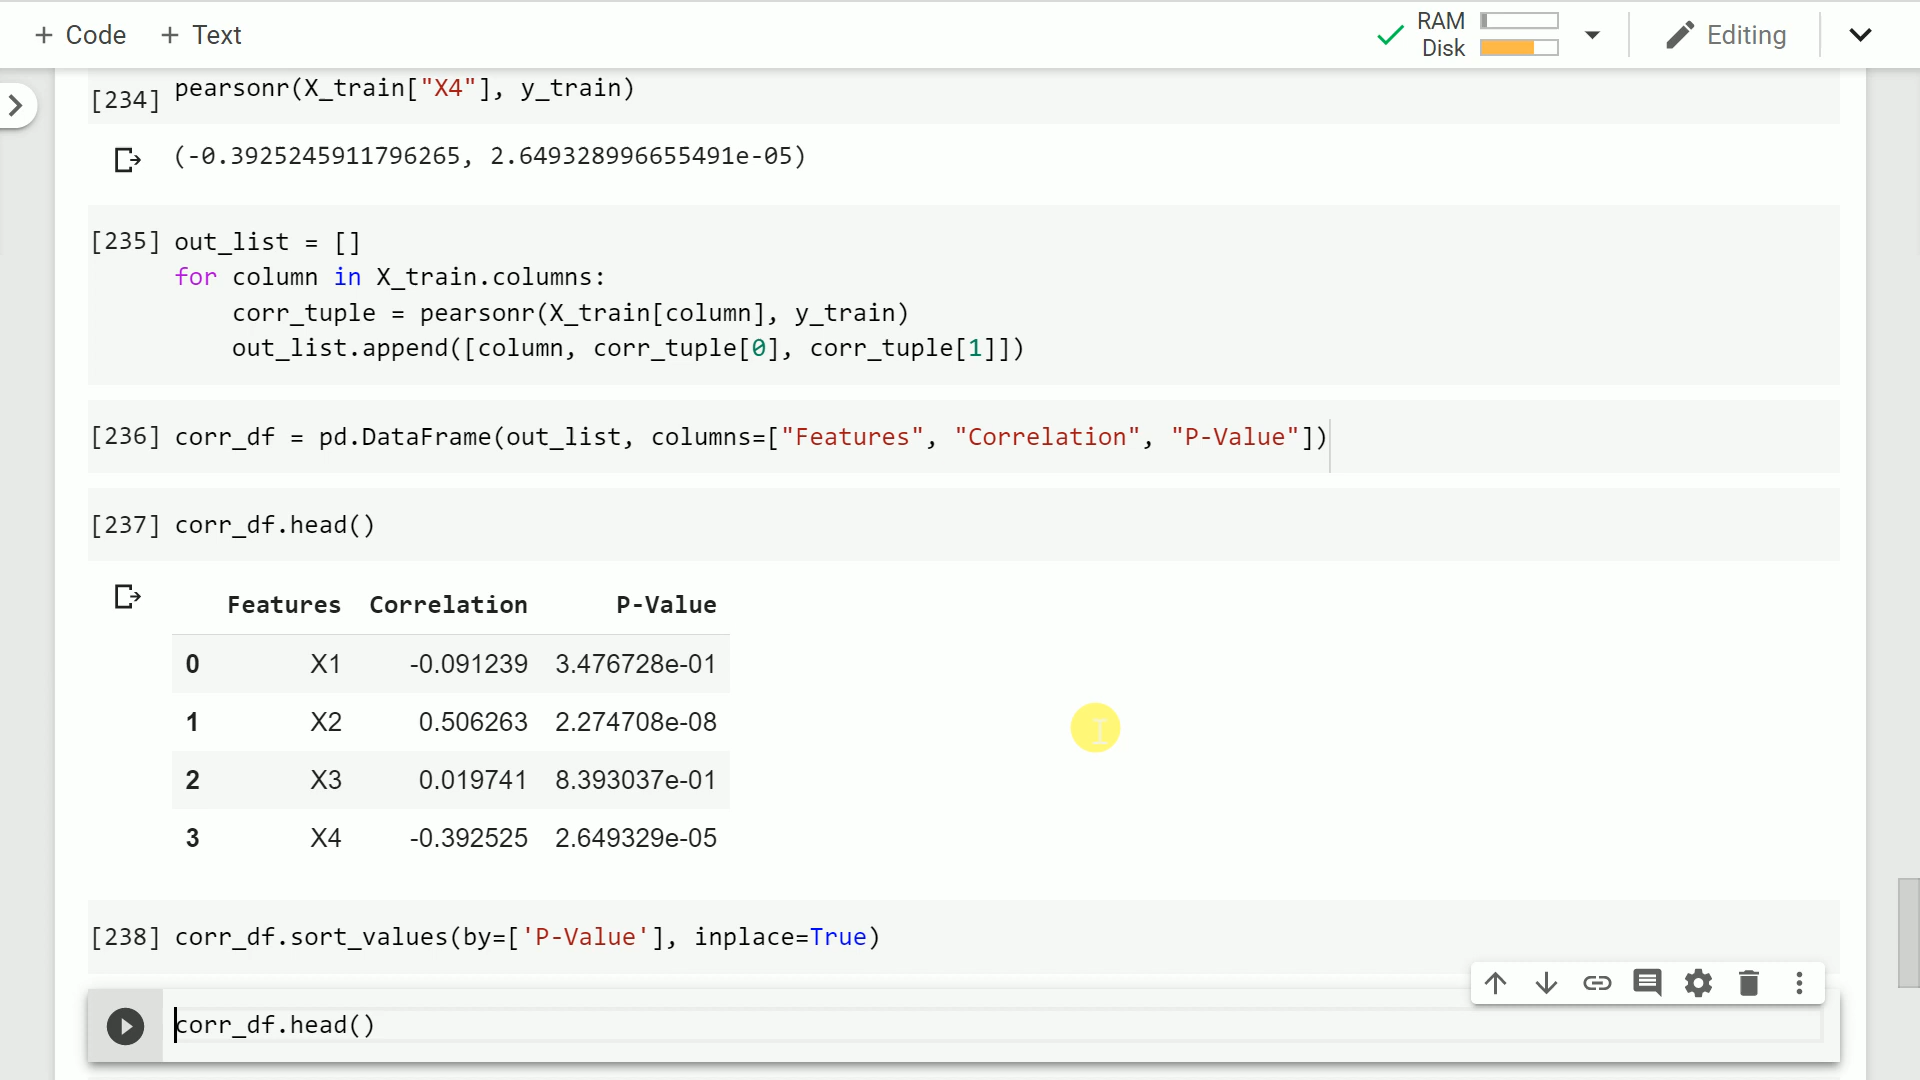 + Code + Text
RAM
Disk
Editing
[234] pearsonr(X_train["X4"], y_train)
(-0.3925245911796265, 2.649328996655491e-05)
[235] out_list = []
for column in X_train.columns:
corr_tuple = pearsonr(X_train[column], y_train)
out_list.append([column, corr_tuple[0], corr_tuple[1]])
[236] corr_df = pd.DataFrame(out_list, columns=["Features", "Correlation", "P-Value"])
[237] corr_df.head()
Features Correlation P-Value
0 X1 -0.091239 3.476728e-01
1 X2 0.506263 2.274708e-08
2 X3 0.019741 8.393037e-01
3 X4 -0.392525 2.649329e-05
[238] corr_df.sort_values(by=['P-Value'], inplace=True)
corr_df.head()